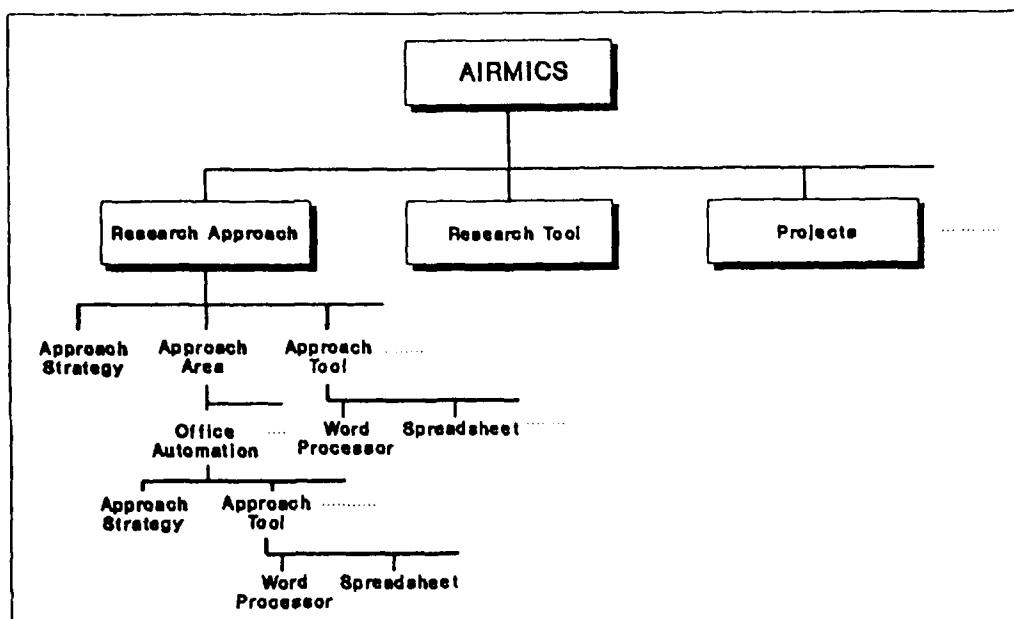 AIRMICS
Research Approach
Research Tool
Projects
Approach
Strategy
Approach
Area
Approach
Tool
Office
Automation
Word
Processor
Spreadsheet
Approach
Strategy
Approach
Tool
Word
Processor
Spreadsheet